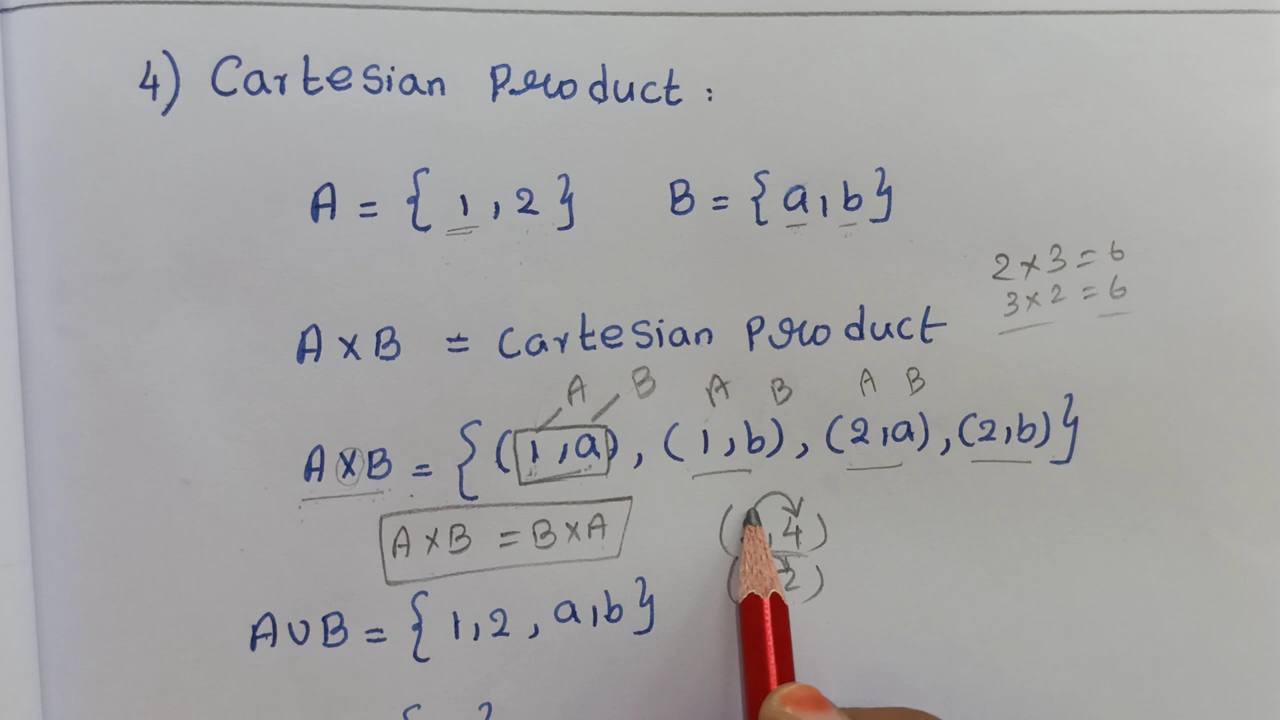 4) Cartesian Product :
A = { 1 , 2 } B = { a , b }
2 × 3 = 6
3 × 2 = 6
A × B = Cartesian Product
A B A B A B
A × B = { ( 1 , a ) , ( 1 , b ) , ( 2 , a ) , ( 2 , b ) }
A × B = B × A ( , 4 )
2 )
A ∪ B = { 1 , 2 , a , b }